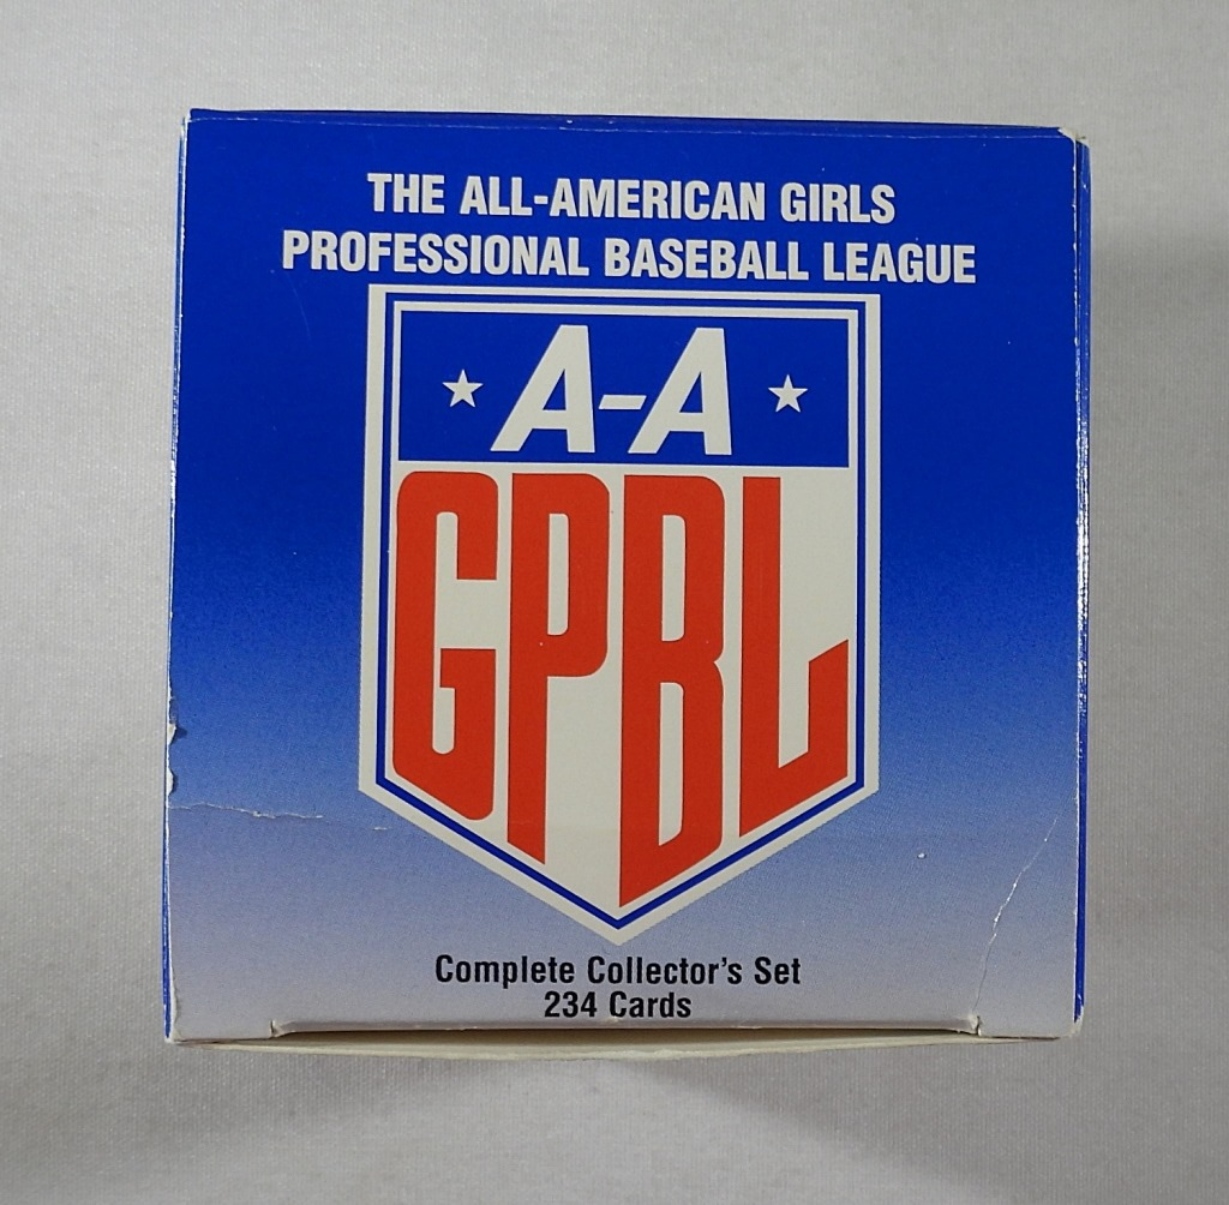 THE ALL-AMERICAN GIRLS
PROFESSIONAL BASEBALL LEAGUE
A-A
GPBL
Complete Collector's Set
234 Cards